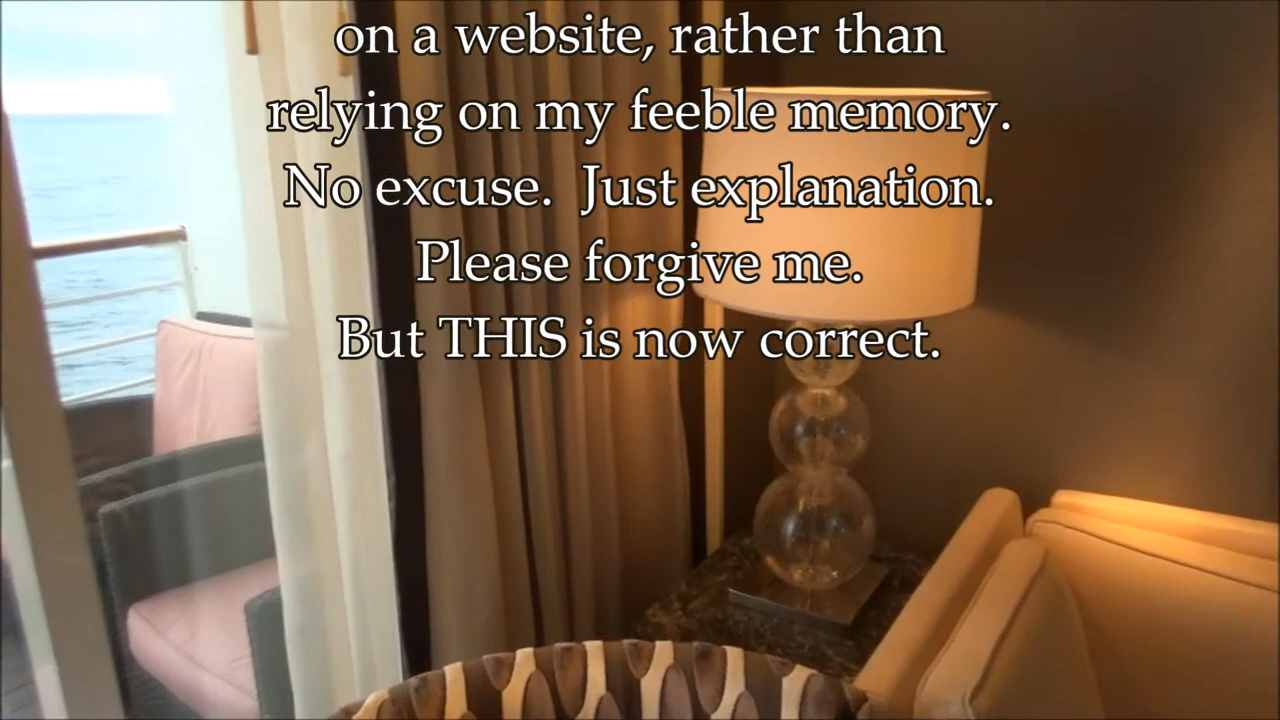 on a website, rather than
relying on my feeble memory.
No excuse.  Just explanation.
Please forgive me.
But THIS is now correct.